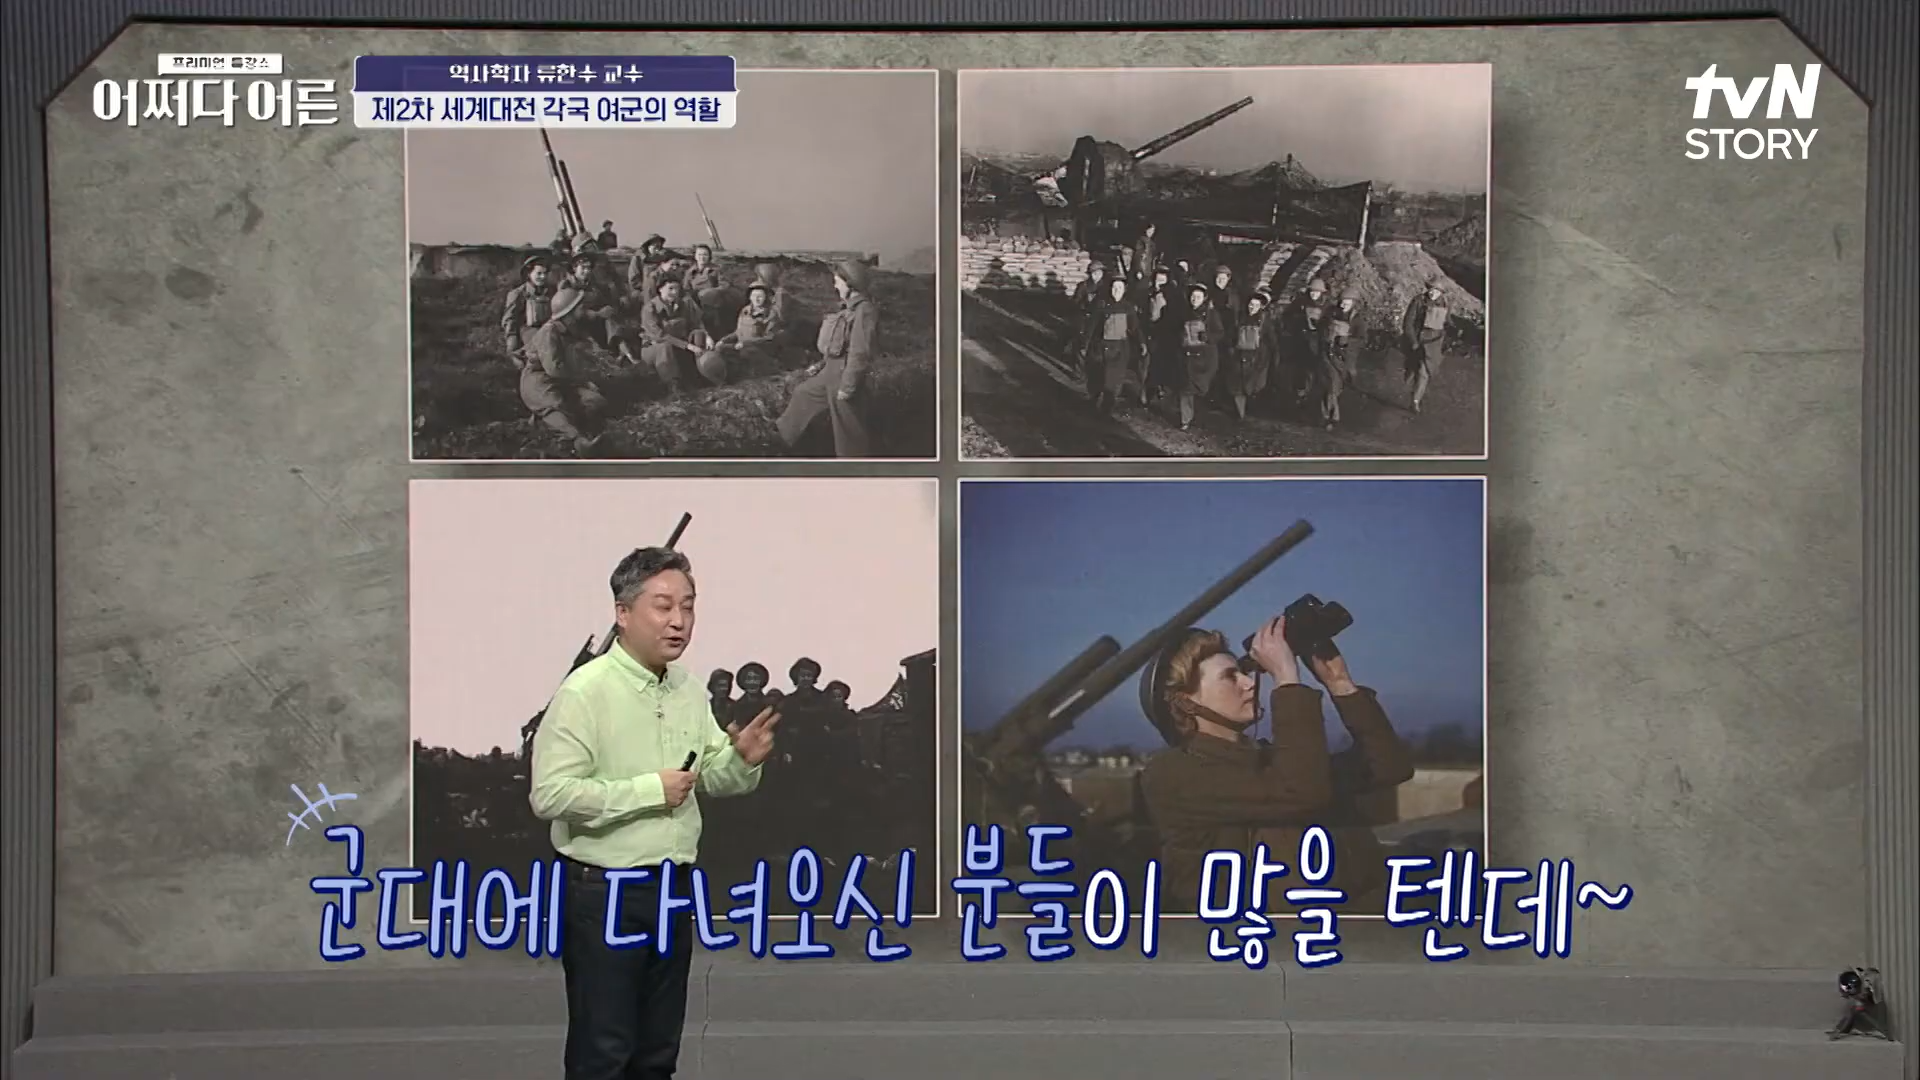 프리미엄 특강쇼
어쩌다 어른
역사학자 류한수 교수
제2차 세계대전 각국 여군의 역할
tvN
STORY
군대에 다녀오신 분들이 많을 텐데~